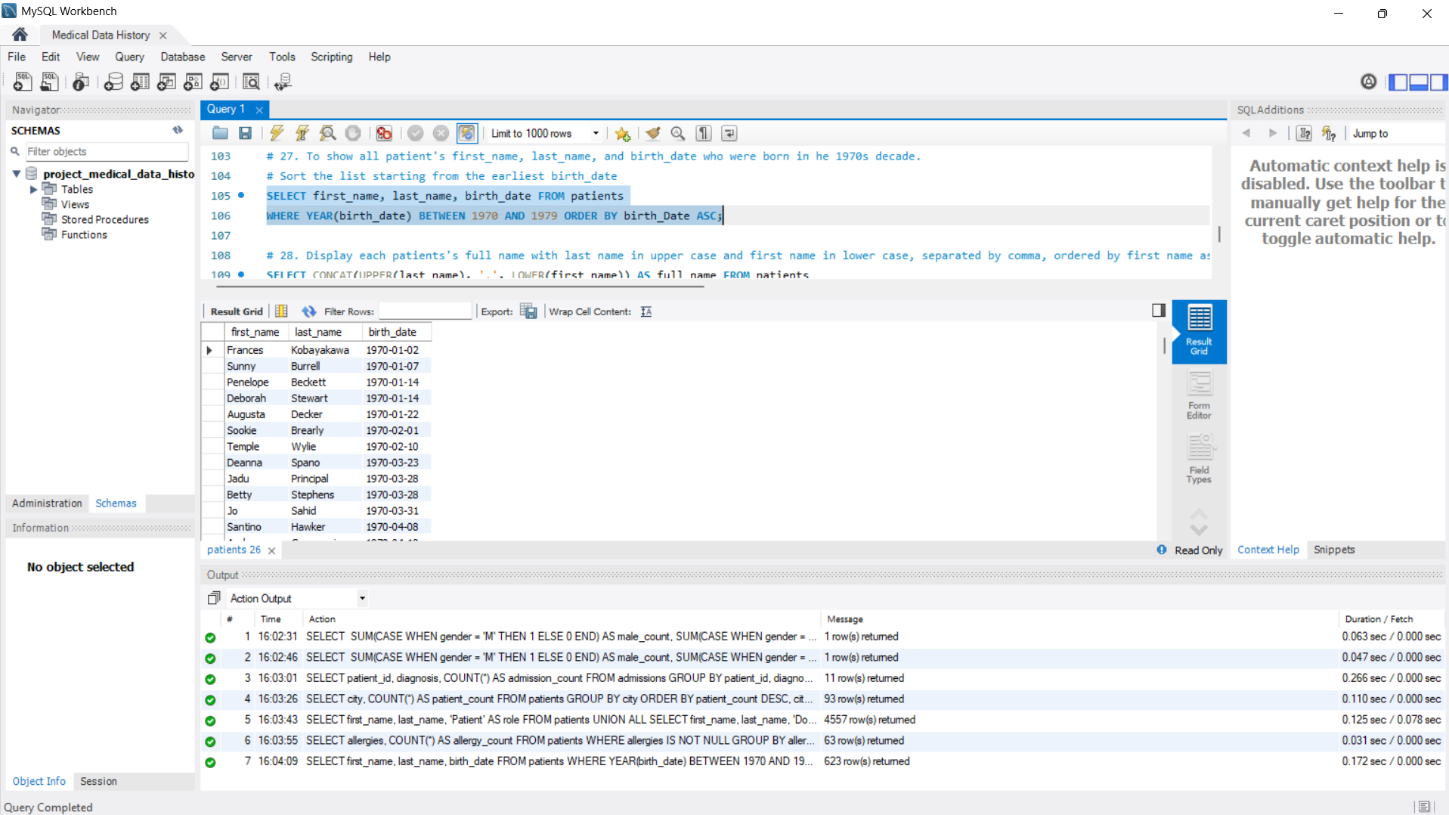 MySQL Workbench
Medical Data History
File Edit View Query Database Server Tools Scripting Help
Navigator
SCHEMAS
Filter objects
project_medical_data_histo
Tables
Views
Stored Procedures
Functions
Administration Schemas
Information
No object selected
Object Info Session
Query Completed
Query 1
Limit to 1000 rows
103 # 27. To show all patient's first_name, last_name, and birth_date who were born in he 1970s decade.
104 # Sort the list starting from the earliest birth_date
105 SELECT first_name, last_name, birth_date FROM patients
106 WHERE YEAR(birth_date) BETWEEN 1970 AND 1979 ORDER BY birth_Date ASC;
107
108 # 28. Display each patients's full name with last name in upper case and first name in lower case, separated by comma, ordered by first name as
109 SELECT CONCAT(UPPER(last_name), ',', LOWER(first_name)) AS full_name FROM patients
Result Grid Filter Rows: Export: Wrap Cell Content:
first_name last_name birth_date
Frances Kobayakawa 1970-01-02
Sunny Burrell 1970-01-07
Penelope Beckett 1970-01-14
Deborah Stewart 1970-01-14
Augusta Decker 1970-01-22
Sookie Brearly 1970-02-01
Temple Wylie 1970-02-10
Deanna Spano 1970-03-23
Jadu Principal 1970-03-28
Betty Stephens 1970-03-28
Jo Sahid 1970-03-31
Santino Hawker 1970-04-08
Result
Grid
Form
Editor
Field
Types
patients 26
Read Only
SQLAdditions
Jump to
Automatic context help is
disabled. Use the toolbar t
manually get help for the
current caret position or to
toggle automatic help.
Context Help Snippets
Output
Action Output
# Time Action Message Duration / Fetch
1 16:02:31 SELECT SUM(CASE WHEN gender = 'M' THEN 1 ELSE 0 END) AS male_count, SUM(CASE WHEN gender = ... 1 row(s) returned 0.063 sec / 0.000 sec
2 16:02:46 SELECT SUM(CASE WHEN gender = 'M' THEN 1 ELSE 0 END) AS male_count, SUM(CASE WHEN gender = ... 1 row(s) returned 0.047 sec / 0.000 sec
3 16:03:01 SELECT patient_id, diagnosis, COUNT(*) AS admission_count FROM admissions GROUP BY patient_id, diagno... 11 row(s) returned 0.266 sec / 0.000 sec
4 16:03:26 SELECT city, COUNT(*) AS patient_count FROM patients GROUP BY city ORDER BY patient_count DESC, cit... 93 row(s) returned 0.110 sec / 0.000 sec
5 16:03:43 SELECT first_name, last_name, 'Patient' AS role FROM patients UNION ALL SELECT first_name, last_name, 'Do... 4557 row(s) returned 0.125 sec / 0.078 sec
6 16:03:55 SELECT allergies, COUNT(*) AS allergy_count FROM patients WHERE allergies IS NOT NULL GROUP BY aller... 63 row(s) returned 0.031 sec / 0.000 sec
7 16:04:09 SELECT first_name, last_name, birth_date FROM patients WHERE YEAR(birth_date) BETWEEN 1970 AND 19... 623 row(s) returned 0.172 sec / 0.000 sec